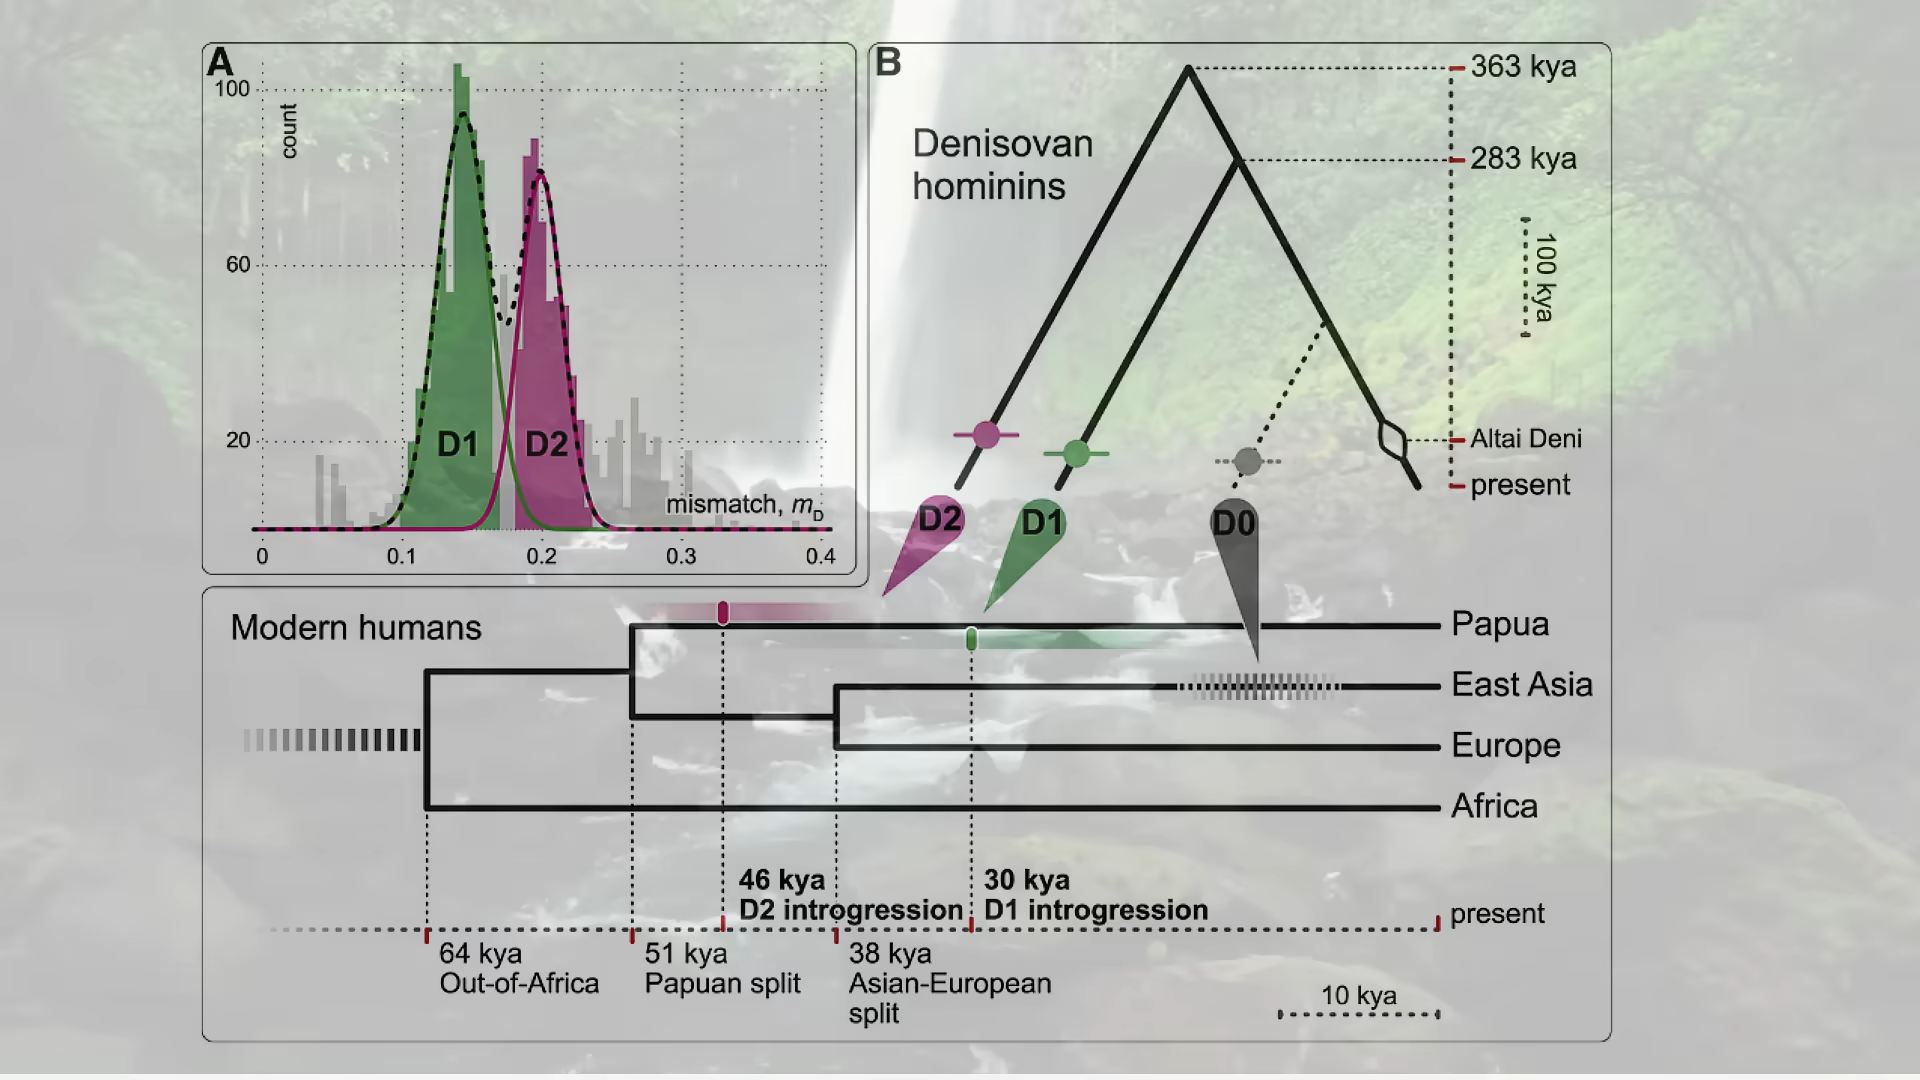 A
100
60
20
count
D1
D2
mismatch, mD
0
0.1
0.2
0.3
0.4
B
Denisovan
hominins
363 kya
283 kya
100 kya
Altai Deni
present
D2
D1
D0
Modern humans
Papua
East Asia
Europe
Africa
46 kya
D2 introgression
30 kya
D1 introgression
present
64 kya
Out-of-Africa
51 kya
Papuan split
38 kya
Asian-European
split
10 kya